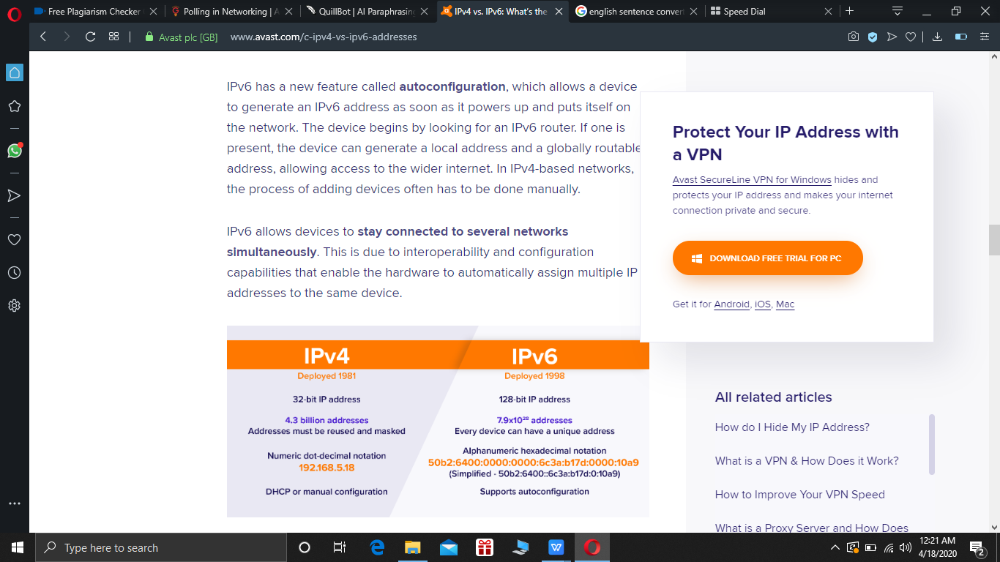 Free Plagiarism Checker
Polling in Networking | A
QuillBot | AI Paraphrasing
IPv4 vs. IPv6: What's the
english sentence convert
Speed Dial
Avast plc [GB]
www.avast.com/c-ipv4-vs-ipv6-addresses
IPv6 has a new feature called autoconfiguration, which allows a device
to generate an IPv6 address as soon as it powers up and puts itself on
the network. The device begins by looking for an IPv6 router. If one is
present, the device can generate a local address and a globally routable
address, allowing access to the wider internet. In IPv4-based networks,
the process of adding devices often has to be done manually.
IPv6 allows devices to stay connected to several networks
simultaneously. This is due to interoperability and configuration
capabilities that enable the hardware to automatically assign multiple IP
addresses to the same device.
IPv4
Deployed 1981
32-bit IP address
4.3 billion addresses
Addresses must be reused and masked
Numeric dot-decimal notation
192.168.5.18
DHCP or manual configuration
IPv6
Deployed 1998
128-bit IP address
7.9x10²⁸ addresses
Every device can have a unique address
Alphanumeric hexadecimal notation
50b2:6400:0000:0000:6c3a:b17d:0000:10a9
(Simplified - 50b2:6400::6c3a:b17d:0:10a9)
Supports autoconfiguration
Protect Your IP Address with
a VPN
Avast SecureLine VPN for Windows hides and
protects your IP address and makes your internet
connection private and secure.
DOWNLOAD FREE TRIAL FOR PC
Get it for Android, iOS, Mac
All related articles
How do I Hide My IP Address?
What is a VPN & How Does it Work?
How to Improve Your VPN Speed
What is a Proxy Server and How Does
Type here to search
12:21 AM
4/18/2020
2